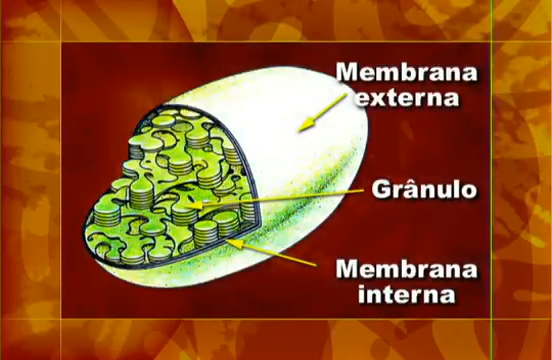 Membrana
externa
Grânulo
Membrana
interna